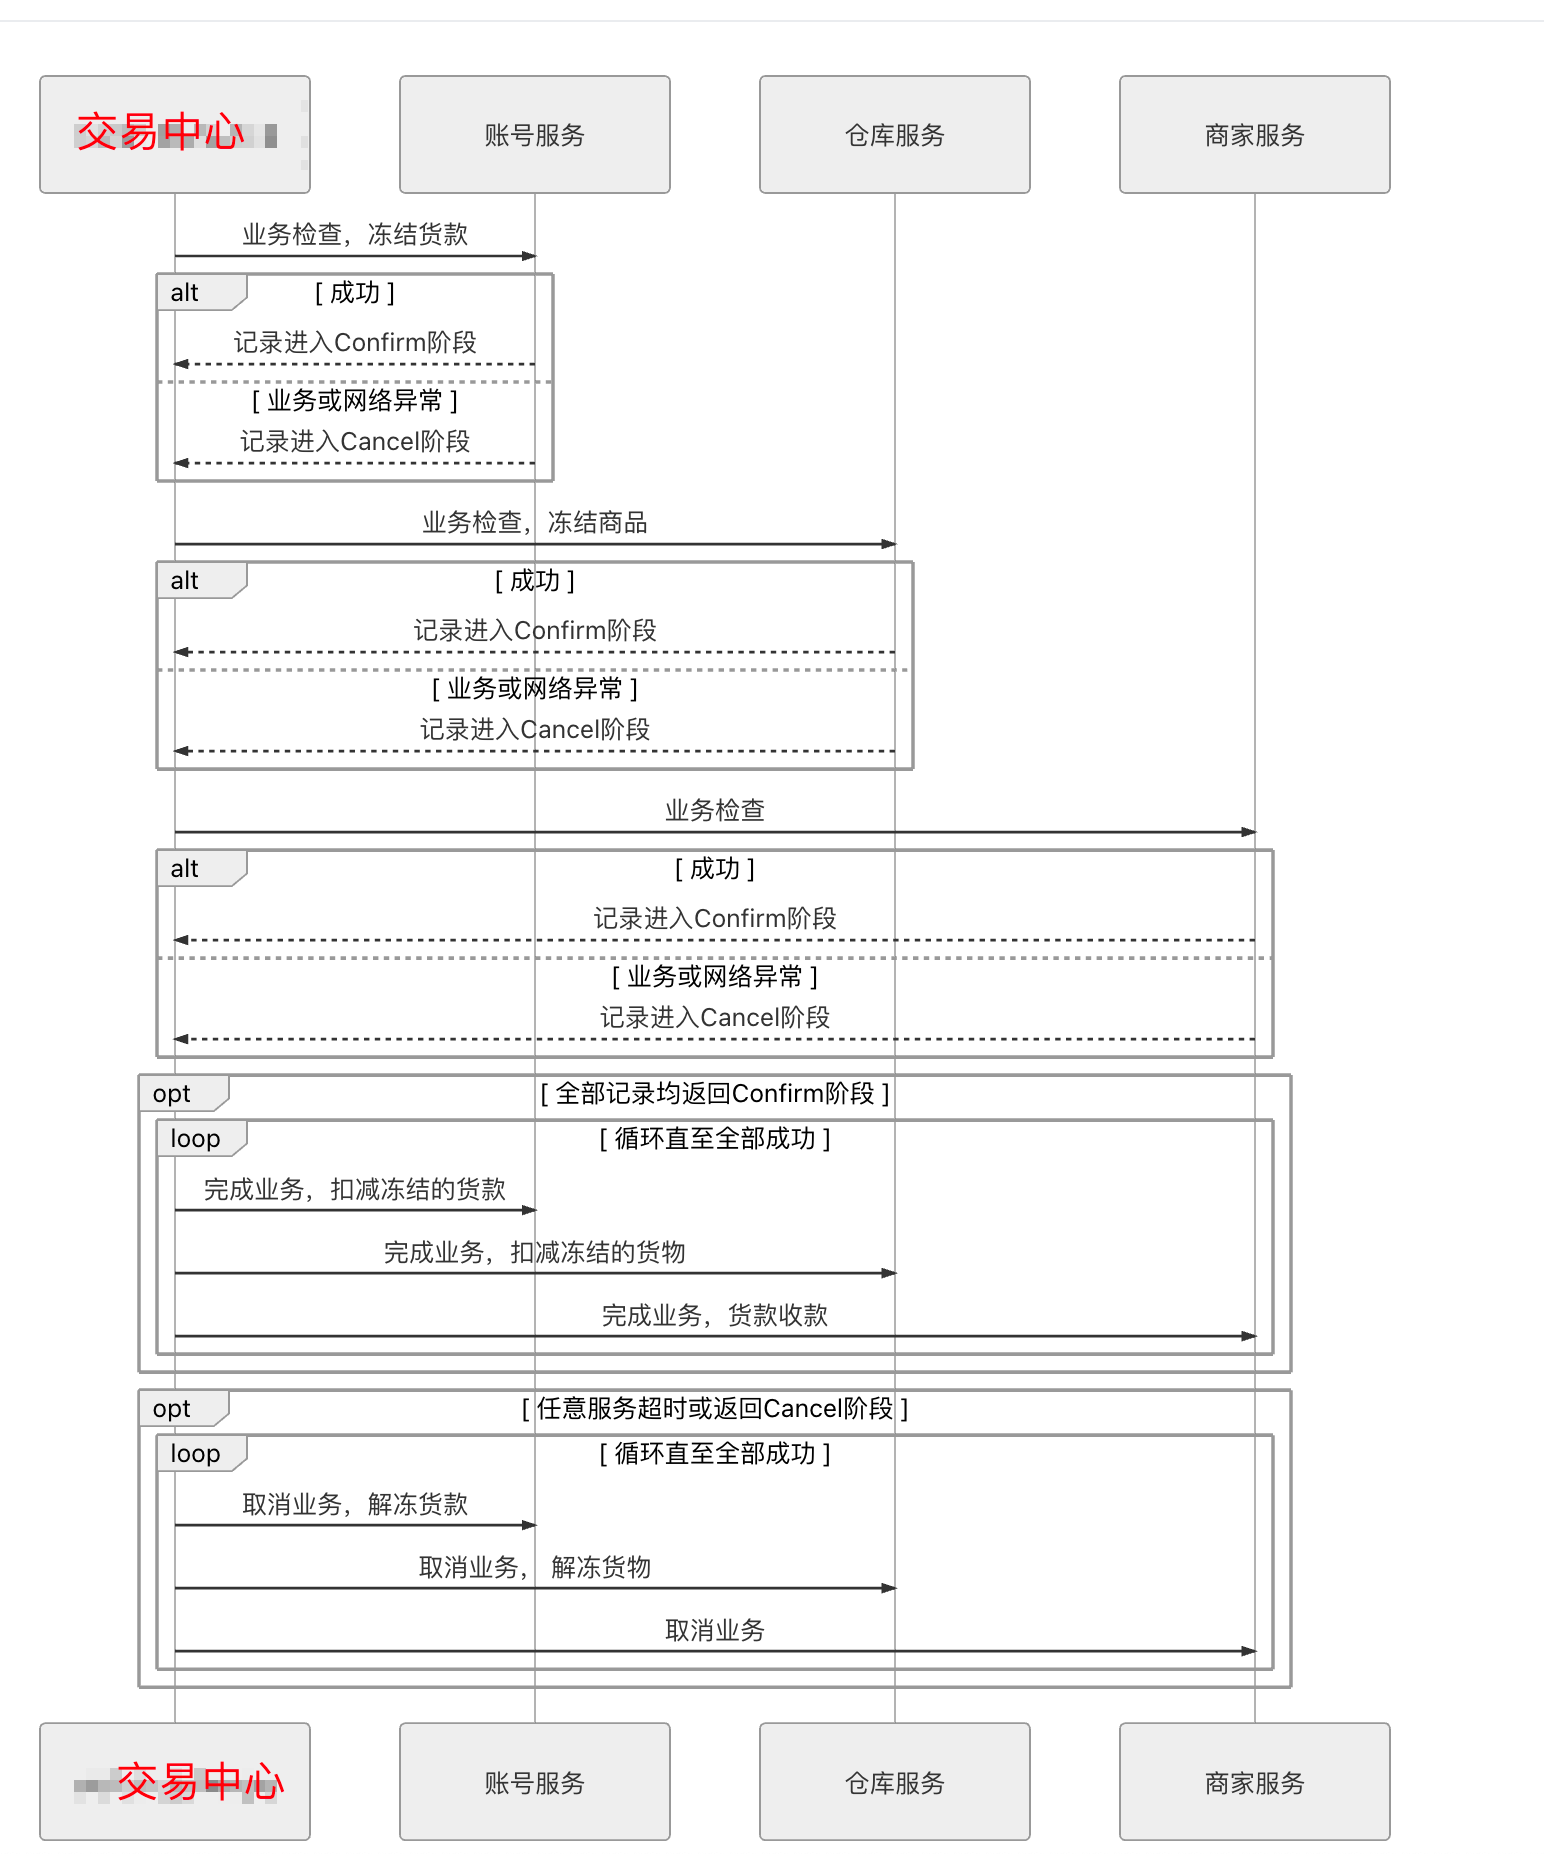 交易中心
账号服务
仓库服务
商家服务
业务检查，冻结货款
alt
[ 成功 ]
记录进入Confirm阶段
[ 业务或网络异常 ]
记录进入Cancel阶段
业务检查，冻结商品
alt
[ 成功 ]
记录进入Confirm阶段
[ 业务或网络异常 ]
记录进入Cancel阶段
业务检查
alt
[ 成功 ]
记录进入Confirm阶段
[ 业务或网络异常 ]
记录进入Cancel阶段
opt
[ 全部记录均返回Confirm阶段 ]
loop
[ 循环直至全部成功 ]
完成业务，扣减冻结的货款
完成业务，扣减冻结的货物
完成业务，货款收款
opt
[ 任意服务超时或返回Cancel阶段 ]
loop
[ 循环直至全部成功 ]
取消业务，解冻货款
取消业务， 解冻货物
取消业务
交易中心
账号服务
仓库服务
商家服务